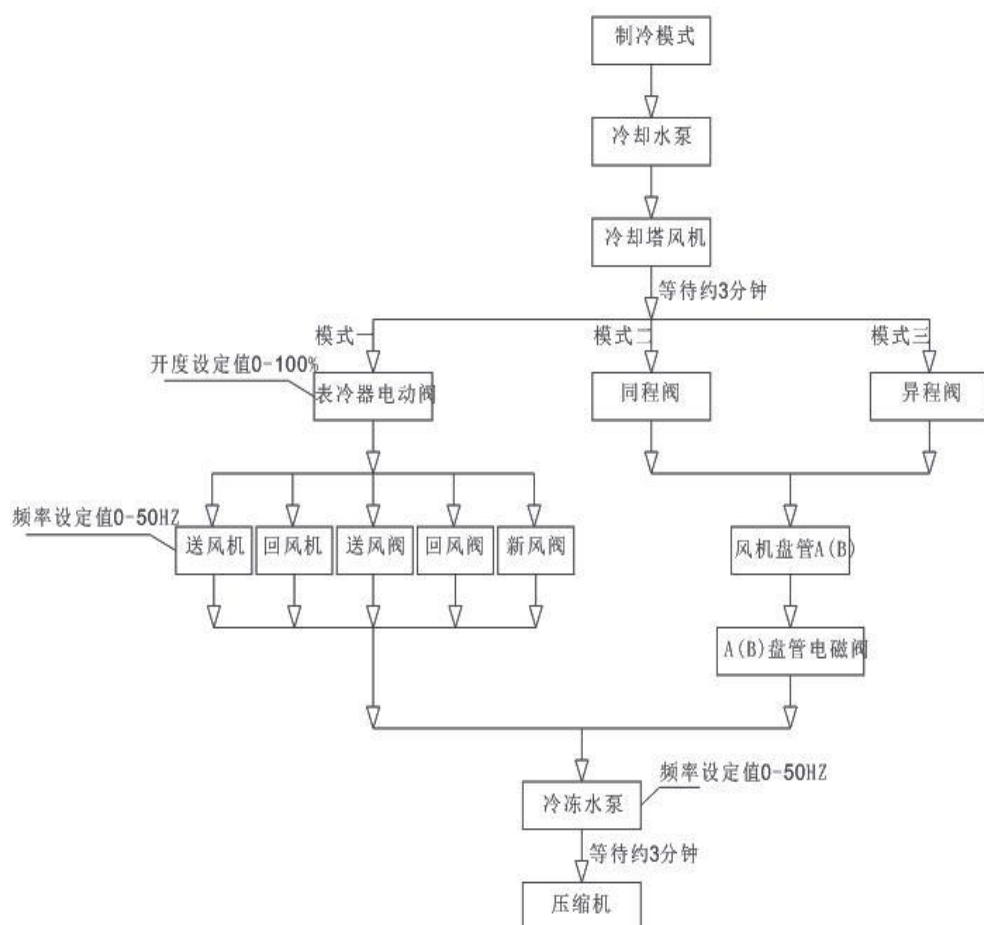 制冷模式
冷却水泵
冷却塔风机
等待约3分钟
模式一
模式二
模式三
开度设定值0-100%
表冷器电动阀
同程阀
异程阀
频率设定值0-50HZ
送风机
回风机
送风阀
回风阀
新风阀
风机盘管A(B)
A(B)盘管电磁阀
频率设定值0-50HZ
冷冻水泵
等待约3分钟
压缩机